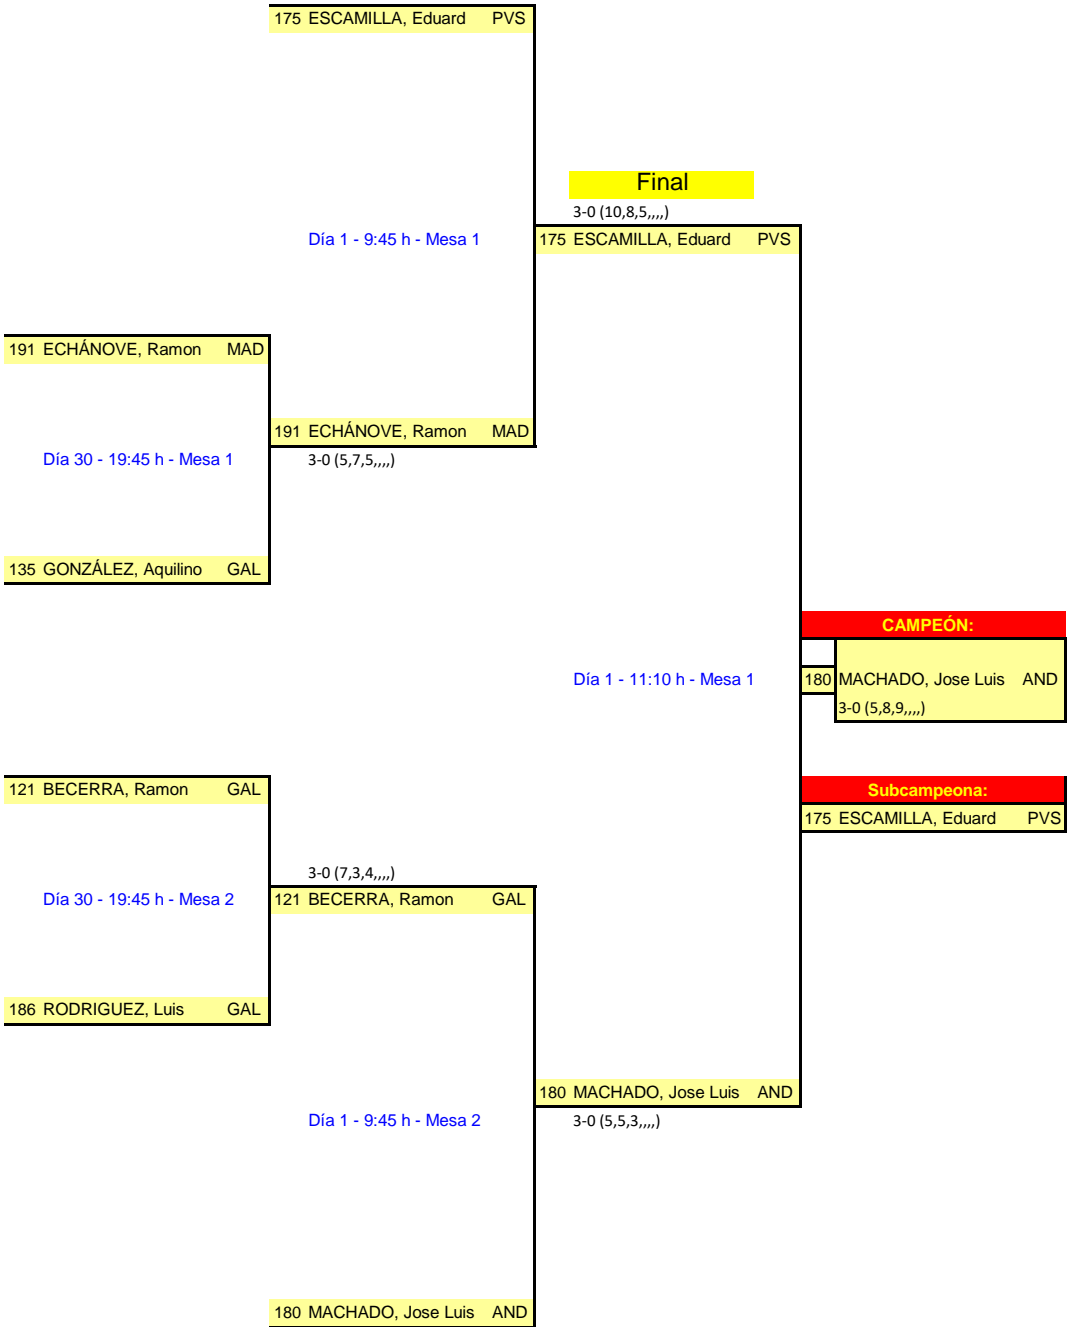 175 ESCAMILLA, Eduard PVS
Final
3-0 (10,8,5,,,,)
Día 1 - 9:45 h - Mesa 1
175 ESCAMILLA, Eduard PVS
191 ECHÁNOVE, Ramon MAD
191 ECHÁNOVE, Ramon MAD
Día 30 - 19:45 h - Mesa 1
3-0 (5,7,5,,,,)
135 GONZÁLEZ, Aquilino GAL
CAMPEÓN:
Día 1 - 11:10 h - Mesa 1
180 MACHADO, Jose Luis AND
3-0 (5,8,9,,,,)
121 BECERRA, Ramon GAL
Subcampeona:
175 ESCAMILLA, Eduard PVS
3-0 (7,3,4,,,,)
Día 30 - 19:45 h - Mesa 2
121 BECERRA, Ramon GAL
186 RODRIGUEZ, Luis GAL
180 MACHADO, Jose Luis AND
Día 1 - 9:45 h - Mesa 2
3-0 (5,5,3,,,,)
180 MACHADO, Jose Luis AND